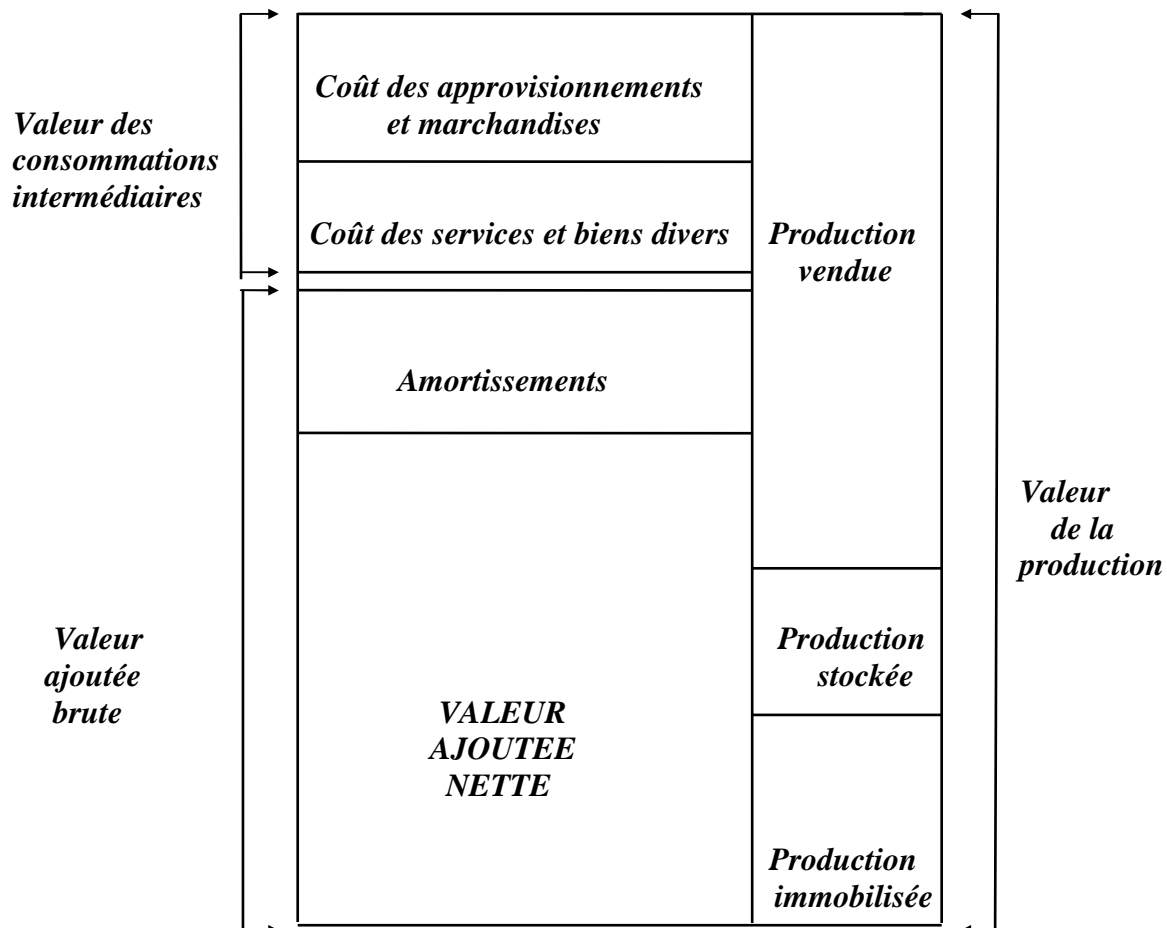 Coût des approvisionnements
et marchandises
Valeur des
consommations
intermédiaires
Coût des services et biens divers
Production
vendue
Amortissements
Valeur
de la
production
Valeur
ajoutée
brute
Production
stockée
VALEUR
AJOUTEE
NETTE
Production
immobilisée